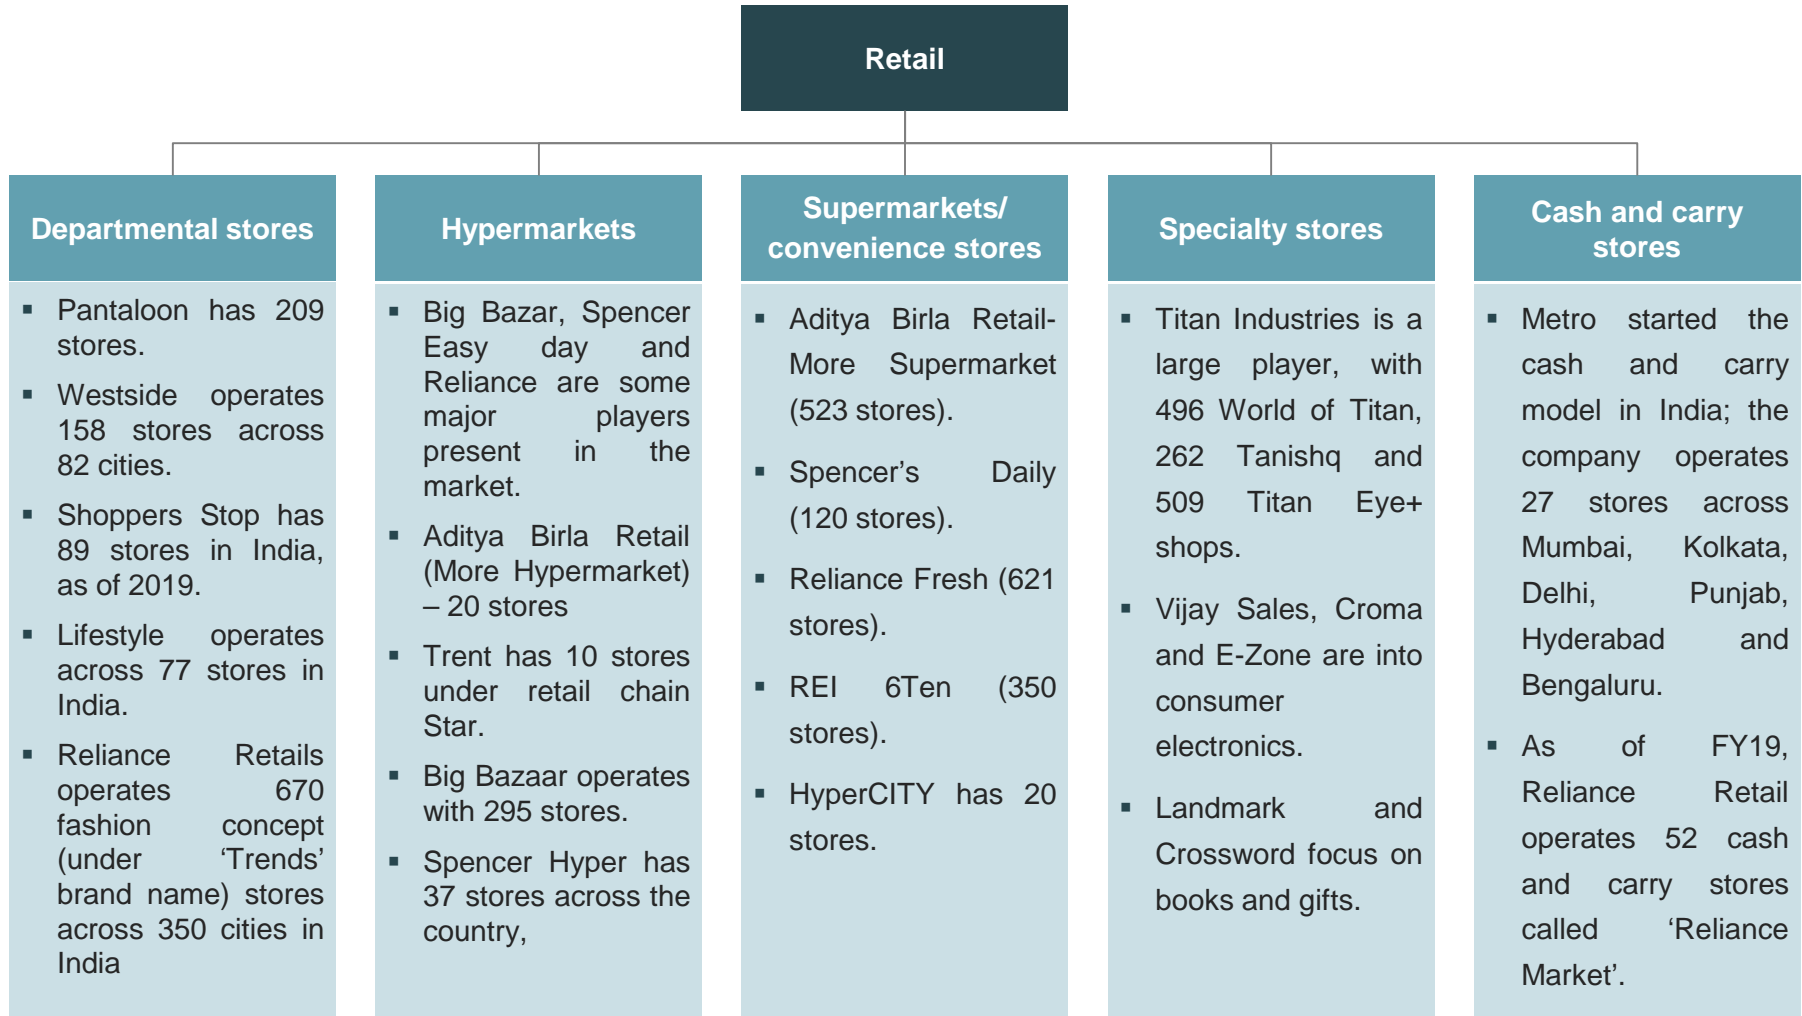 Retail
Departmental stores
Pantaloon has 209
stores.
Westside operates
158 stores across
82 cities.
Shoppers Stop has
89 stores in India,
as of 2019.
Lifestyle operates
across 77 stores in
India.
Reliance Retails
operates 670
fashion concept
(under ‘Trends’
brand name) stores
across 350 cities in
India
Hypermarkets
Big Bazar, Spencer
Easy day and
Reliance are some
major players
present in the
market.
Aditya Birla Retail
(More Hypermarket)
– 20 stores
Trent has 10 stores
under retail chain
Star.
Big Bazaar operates
with 295 stores.
Spencer Hyper has
37 stores across the
country,
Supermarkets/
convenience stores
Aditya Birla Retail-
More Supermarket
(523 stores).
Spencer’s Daily
(120 stores).
Reliance Fresh (621
stores).
REI 6Ten (350
stores).
HyperCITY has 20
stores.
Specialty stores
Titan Industries is a
large player, with
496 World of Titan,
262 Tanishq and
509 Titan Eye+
shops.
Vijay Sales, Croma
and E-Zone are into
consumer
electronics.
Landmark and
Crossword focus on
books and gifts.
Cash and carry
stores
Metro started the
cash and carry
model in India; the
company operates
27 stores across
Mumbai, Kolkata,
Delhi, Punjab,
Hyderabad and
Bengaluru.
As of FY19,
Reliance Retail
operates 52 cash
and carry stores
called ‘Reliance
Market’.